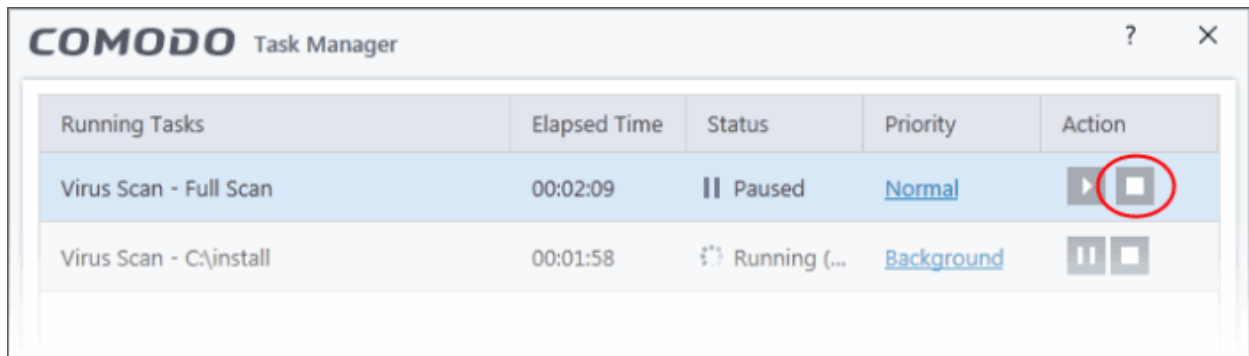 COMODO Task Manager ? ×
Running Tasks Elapsed Time Status Priority Action
Virus Scan - Full Scan 00:02:09 Paused Normal
Virus Scan - C:\install 00:01:58 Running (... Background